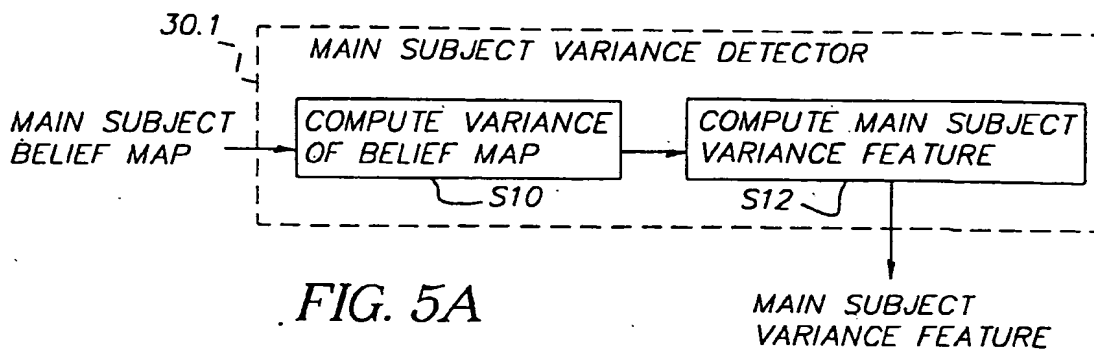 30.1
MAIN SUBJECT VARIANCE DETECTOR
MAIN SUBJECT
BELIEF MAP
COMPUTE VARIANCE
OF BELIEF MAP
S10
COMPUTE MAIN SUBJECT
VARIANCE FEATURE
S12
MAIN SUBJECT
VARIANCE FEATURE
FIG. 5A